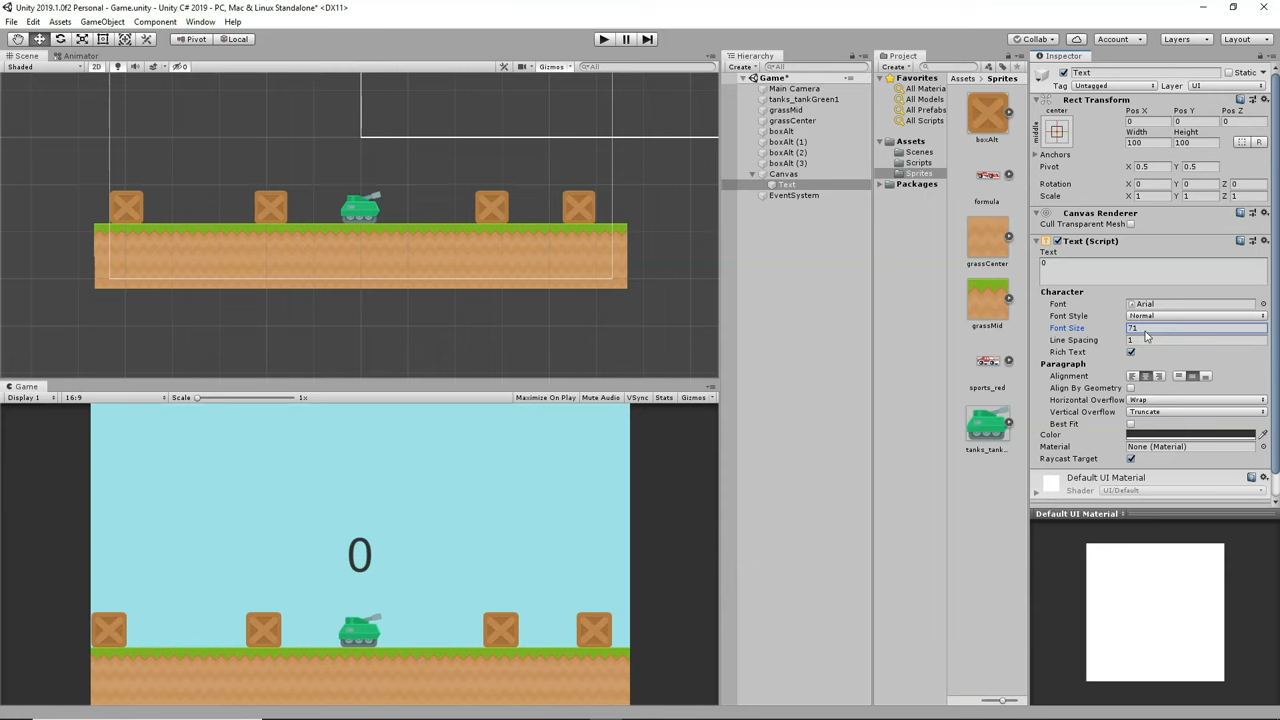 Unity 2019.1.0f2 Personal - Game.unity - Unity C# 2019 - PC, Mac & Linux Standalone* <DX11>
File Edit Assets GameObject Component Window Help
Pivot Local Collab Account Layers Layout
Scene Animator
Shaded 2D 0 Gizmos All
Hierarchy
Create All
Game*
Main Camera
tanks_tankGreen1
grassMid
grassCenter
boxAlt
boxAlt (1)
boxAlt (2)
boxAlt (3)
Canvas
Text
EventSystem
Project
Create
Favorites
All Materia
All Models
All Prefabs
All Scripts
Assets
Scenes
Scripts
Sprites
Packages
Assets Sprites
boxAlt
formula
grassCenter
grassMid
sports_red
tanks_tank...
Inspector
Text Static
Tag Untagged Layer UI
Rect Transform
center Pos X Pos Y Pos Z
middle 0 0 0
Width Height
100 100 R
Anchors
Pivot X 0.5 Y 0.5
Rotation X 0 Y 0 Z 0
Scale X 1 Y 1 Z 1
Canvas Renderer
Cull Transparent Mesh
Text (Script)
Text
0
Character
Font Arial
Font Style Normal
Font Size 71
Line Spacing 1
Rich Text
Paragraph
Alignment
Align By Geometry
Horizontal Overflow Wrap
Vertical Overflow Truncate
Best Fit
Color
Material None (Material)
Raycast Target
Default UI Material
Shader UI/Default
Default UI Material
Game
Display 1 16:9 Scale 1x Maximize On Play Mute Audio VSync Stats Gizmos
0